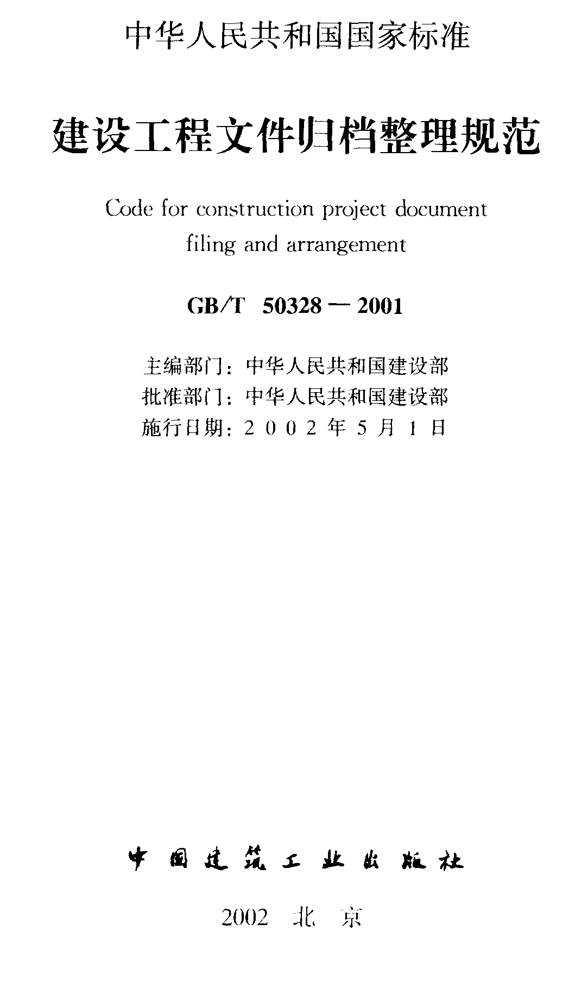 中华人民共和国国家标准
建设工程文件归档整理规范
Code for construction project document
filing and arrangement
GB/T 50328—2001
主编部门：中华人民共和国建设部
批准部门：中华人民共和国建设部
施行日期：2002年5月1日
中国建筑工业出版社
2002 北京